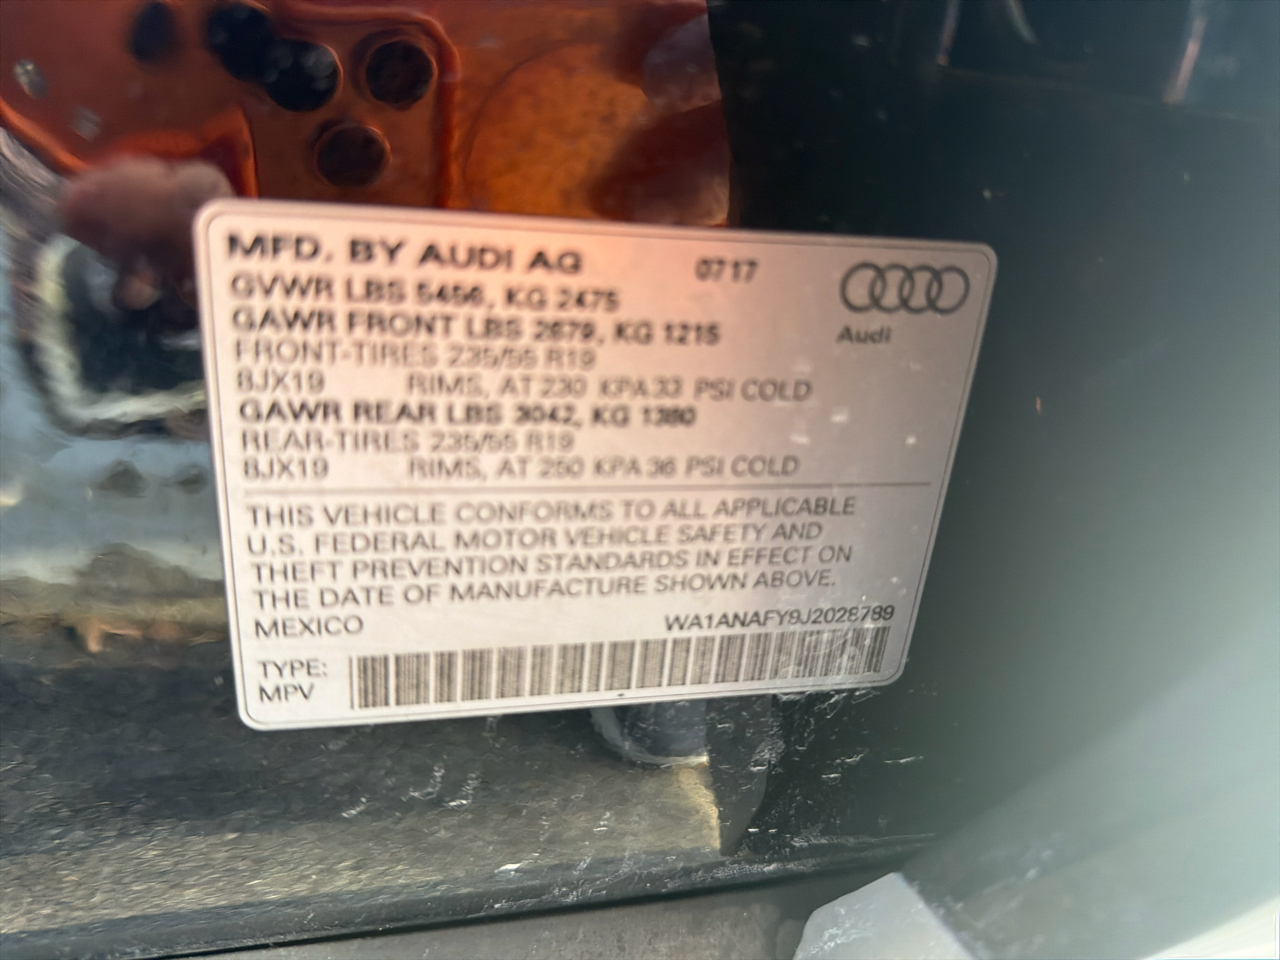 MFD. BY AUDI AG 0717
GVWR LBS 5456, KG 2475
GAWR FRONT LBS 2679, KG 1215
Audi
FRONT-TIRES 235/55 R19
8JX19 RIMS, AT 230 KPA 33 PSI COLD
GAWR REAR LBS 3042, KG 1380
REAR-TIRES 235/55 R19
8JX19 RIMS, AT 250 KPA 36 PSI COLD
THIS VEHICLE CONFORMS TO ALL APPLICABLE
U.S. FEDERAL MOTOR VEHICLE SAFETY AND
THEFT PREVENTION STANDARDS IN EFFECT ON
THE DATE OF MANUFACTURE SHOWN ABOVE.
MEXICO WA1ANAFY9J2028789
TYPE:
MPV